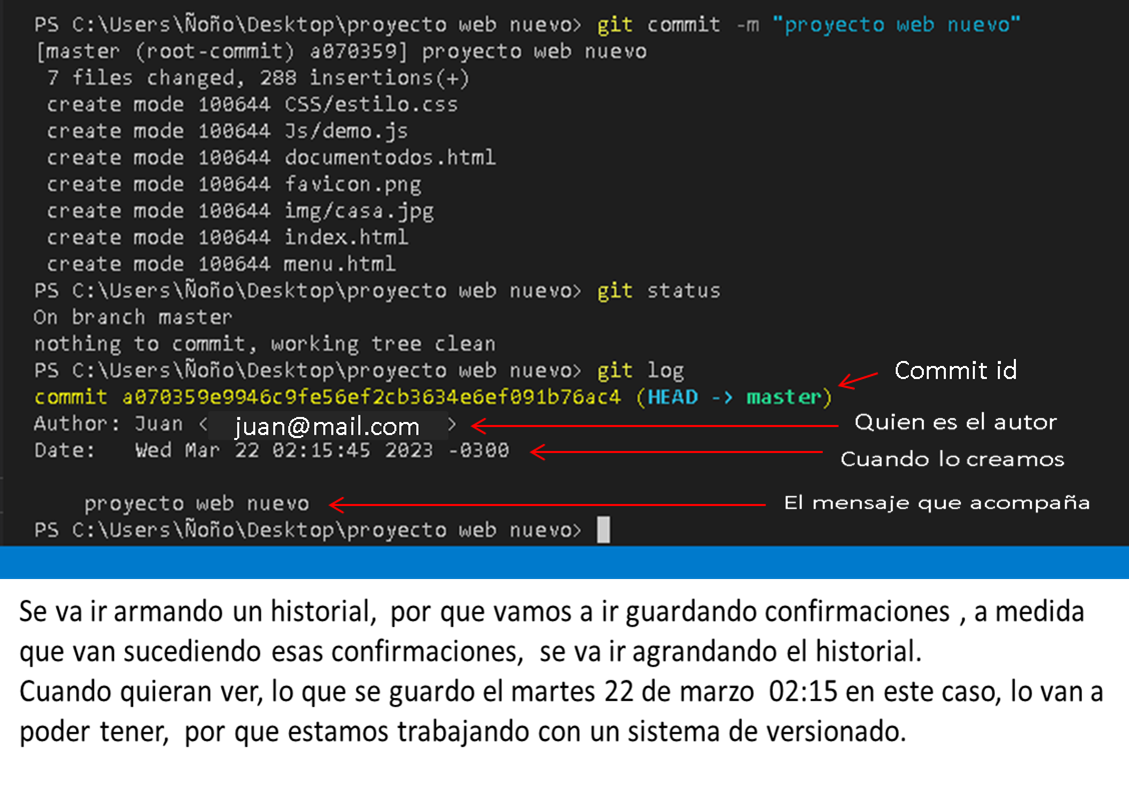 PS C:\Users\Ñoño\Desktop\proyecto web nuevo> git commit -m "proyecto web nuevo"
[master (root-commit) a070359] proyecto web nuevo
7 files changed, 288 insertions(+)
create mode 100644 CSS/estilo.css
create mode 100644 Js/demo.js
create mode 100644 documentodos.html
create mode 100644 favicon.png
create mode 100644 img/casa.jpg
create mode 100644 index.html
create mode 100644 menu.html
PS C:\Users\Ñoño\Desktop\proyecto web nuevo> git status
On branch master
nothing to commit, working tree clean
PS C:\Users\Ñoño\Desktop\proyecto web nuevo> git log
Commit id
commit a070359e9946c9fe56ef2cb3634e6ef091b76ac4 (HEAD -> master)
Author: Juan < juan@mail.com >
Quien es el autor
Date: Wed Mar 22 02:15:45 2023 -0300
Cuando lo creamos
proyecto web nuevo
El mensaje que acompaña
PS C:\Users\Ñoño\Desktop\proyecto web nuevo>
Se va ir armando un historial, por que vamos a ir guardando confirmaciones , a medida
que van sucediendo esas confirmaciones, se va ir agrandando el historial.
Cuando quieran ver, lo que se guardo el martes 22 de marzo 02:15 en este caso, lo van a
poder tener, por que estamos trabajando con un sistema de versionado.